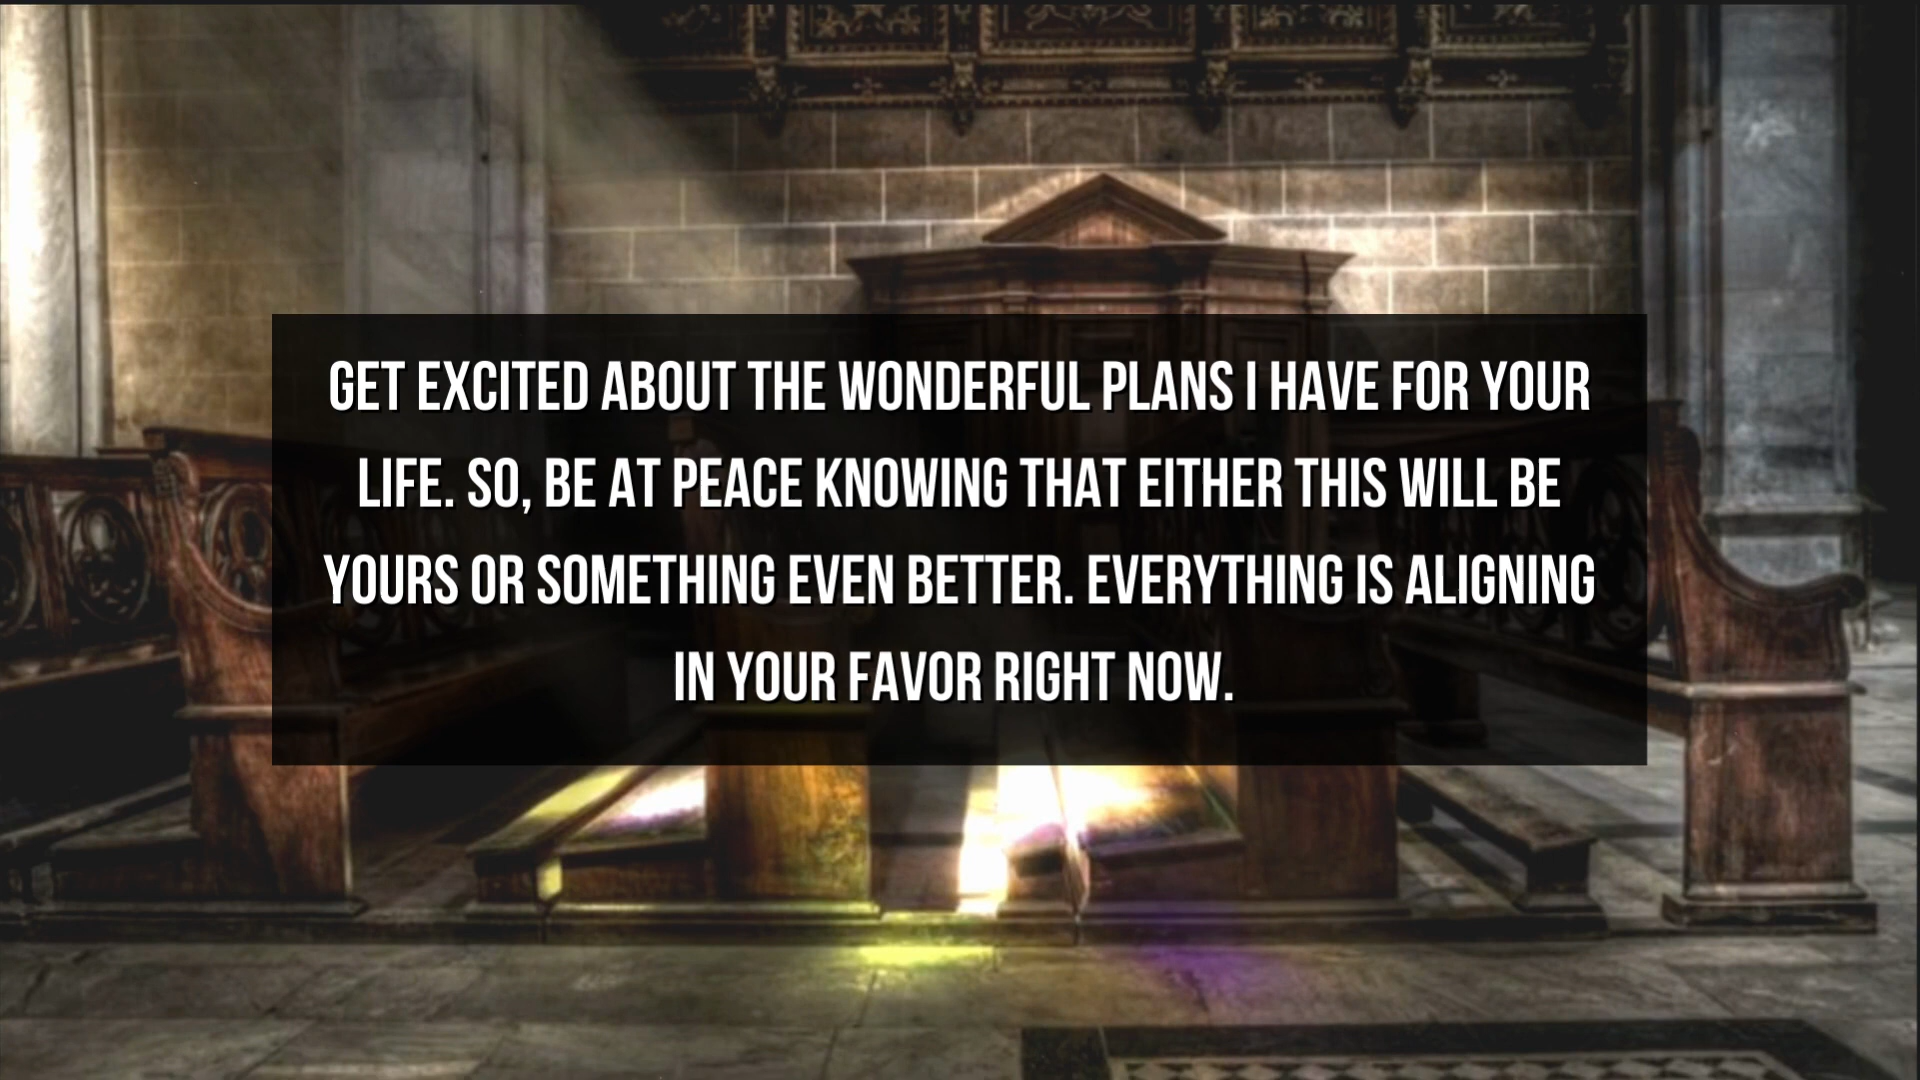 GET EXCITED ABOUT THE WONDERFUL PLANS I HAVE FOR YOUR
LIFE. SO, BE AT PEACE KNOWING THAT EITHER THIS WILL BE
YOURS OR SOMETHING EVEN BETTER. EVERYTHING IS ALIGNING
IN YOUR FAVOR RIGHT NOW.